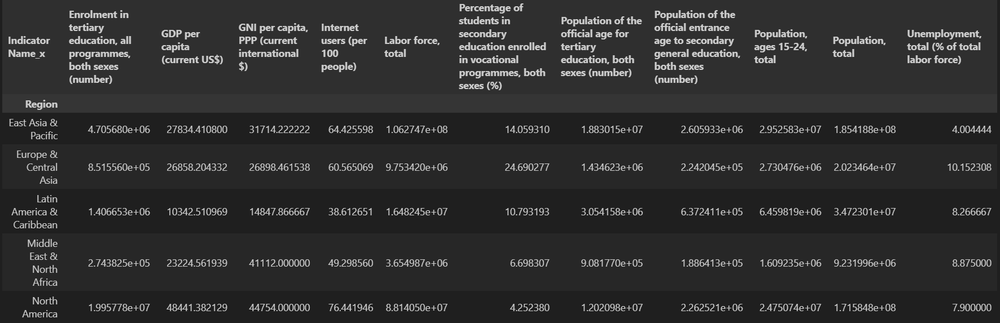 Indicator Name_x | Enrolment in tertiary education, all programmes, both sexes (number) | GDP per capita (current US$) | GNI per capita, PPP (current international $) | Internet users (per 100 people) | Labor force, total | Percentage of students in secondary education enrolled in vocational programmes, both sexes (%) | Population of the official age for tertiary education, both sexes (number) | Population of the official entrance age to secondary general education, both sexes (number) | Population, ages 15-24, total | Population, total | Unemployment, total (% of total labor force)
Region
East Asia & Pacific | 4.705680e+06 | 27834.410800 | 31714.222222 | 64.425598 | 1.062747e+08 | 14.059310 | 1.883015e+07 | 2.605933e+06 | 2.952583e+07 | 1.854188e+08 | 4.004444
Europe & Central Asia | 8.515560e+05 | 26858.204332 | 26898.461538 | 60.565069 | 9.753420e+06 | 24.690277 | 1.434623e+06 | 2.242045e+05 | 2.730476e+06 | 2.023464e+07 | 10.152308
Latin America & Caribbean | 1.406653e+06 | 10342.510969 | 14847.866667 | 38.612651 | 1.648245e+07 | 10.793193 | 3.054158e+06 | 6.372411e+05 | 6.459819e+06 | 3.472301e+07 | 8.266667
Middle East & North Africa | 2.743825e+05 | 23224.561939 | 41112.000000 | 49.298560 | 3.654987e+06 | 6.698307 | 9.081770e+05 | 1.886413e+05 | 1.609235e+06 | 9.231996e+06 | 8.875000
North America | 1.995778e+07 | 48441.382129 | 44754.000000 | 76.441946 | 8.814050e+07 | 4.252380 | 1.202098e+07 | 2.262521e+06 | 2.475074e+07 | 1.715848e+08 | 7.900000